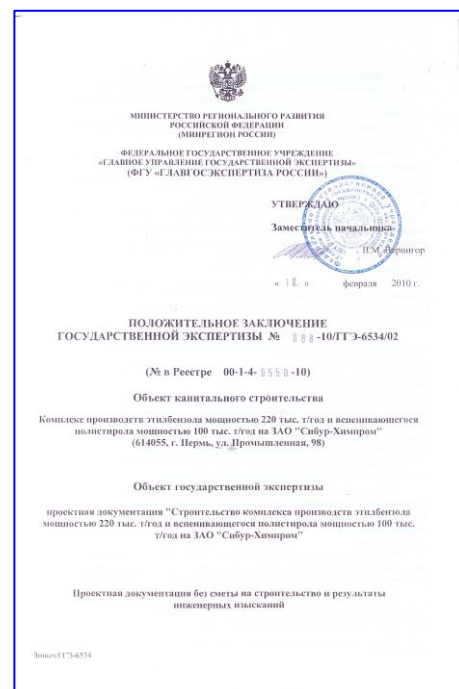 МИНИСТЕРСТВО РЕГИОНАЛЬНОГО РАЗВИТИЯ
РОССИЙСКОЙ ФЕДЕРАЦИИ
(МИНРЕГИОН РОССИИ)
ФЕДЕРАЛЬНОЕ ГОСУДАРСТВЕННОЕ УЧРЕЖДЕНИЕ
«ГЛАВНОЕ УПРАВЛЕНИЕ ГОСУДАРСТВЕННОЙ ЭКСПЕРТИЗЫ»
(ФГУ «ГЛАВГОСЭКСПЕРТИЗА РОССИИ»)
УТВЕРЖДАЮ
Заместитель начальника
В.М. Вернигор
« 10 » февраля 2010 г.
ПОЛОЖИТЕЛЬНОЕ ЗАКЛЮЧЕНИЕ
ГОСУДАРСТВЕННОЙ ЭКСПЕРТИЗЫ № 088-10/ГГЭ-6534/02
(№ в Реестре 00-1-4-0550-10)
Объект капитального строительства
Комплекс производств этилбензола мощностью 220 тыс. т/год и вспенивающегося
полистирола мощностью 100 тыс. т/год на ЗАО "Сибур-Химпром"
(614055, г. Пермь, ул. Промышленная, 98)
Объект государственной экспертизы
проектная документация "Строительство комплекса производств этилбензола
мощностью 220 тыс. т/год и вспенивающегося полистирола мощностью 100 тыс.
т/год на ЗАО "Сибур-Химпром"
Проектная документация без сметы на строительство и результаты
инженерных изысканий